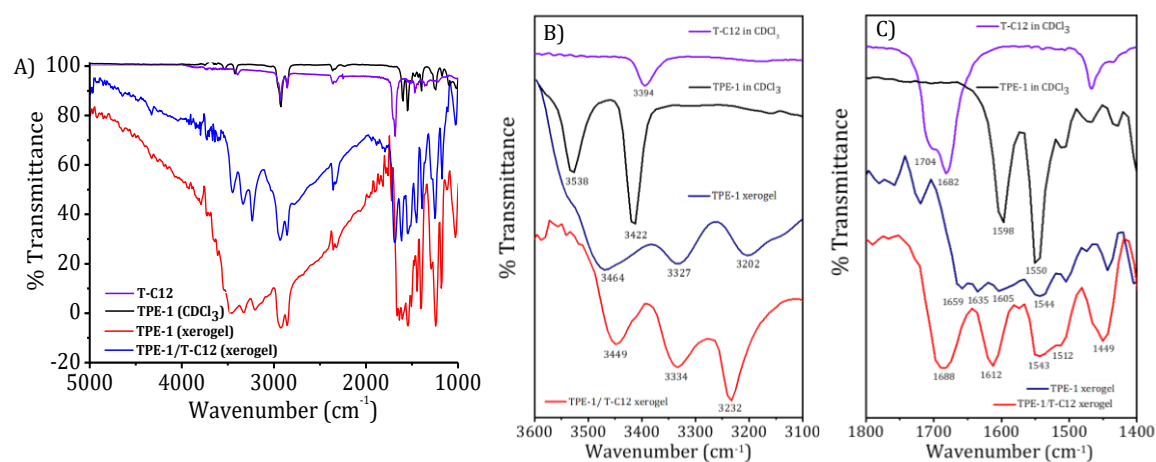 A)
% Transmittance
100
80
60
40
20
0
-20
T-C12
TPE-1 (CDCl₃)
TPE-1 (xerogel)
TPE-1/T-C12 (xerogel)
5000 4000 3000 2000 1000
Wavenumber (cm⁻¹)
B)
% Transmittance
T-C12 in CDCl₃
3394
TPE-1 in CDCl₃
3538
3422
TPE-1 xerogel
3464
3327
3202
3449
3334
3232
TPE-1/ T-C12 xerogel
3600 3500 3400 3300 3200 3100
Wavenumber (cm⁻¹)
C)
% Transmittance
T-C12 in CDCl₃
TPE-1 in CDCl₃
1704
1682
1598
1550
1659
1635
1605
1544
1688
1612
1543
1512
1449
TPE-1 xerogel
TPE-1/T-C12 xerogel
1800 1700 1600 1500 1400
Wavenumber (cm⁻¹)